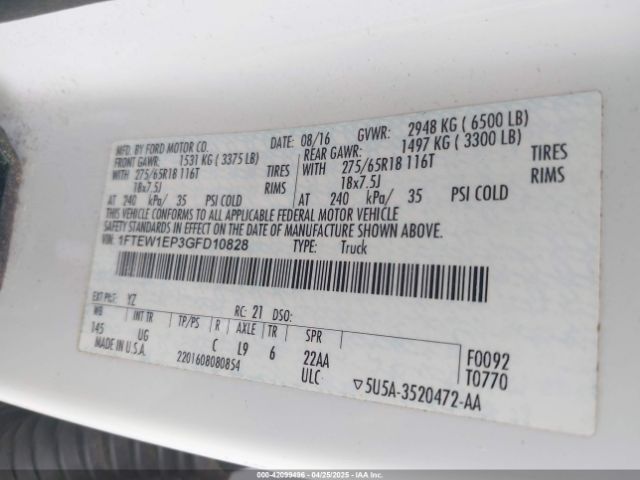 MFD. BY FORD MOTOR CO.
DATE: 08/16 GVWR: 2948 KG ( 6500 LB)
FRONT GAWR: 1531 KG ( 3375 LB) REAR GAWR: 1497 KG ( 3300 LB)
WITH 275/65R18 116T TIRES WITH 275/65R18 116T TIRES
18x7.5J RIMS 18x7.5J RIMS
AT 240 kPa/ 35 PSI COLD AT 240 kPa/ 35 PSI COLD
THIS VEHICLE CONFORMS TO ALL APPLICABLE FEDERAL MOTOR VEHICLE
SAFETY STANDARDS IN EFFECT ON THE DATE OF MANUFACTURE SHOWN ABOVE.
VIN: 1FTEW1EP3GFD10828 TYPE: Truck
EXT PNT: YZ RC: 21 DSO:
WB INT TR TP/PS R AXLE TR SPR
145 UG C L9 6 22AA
MADE IN U.S.A. 22016080808S4 ULC
F0092
T0770
5U5A-3520472-AA
000-42099496 - 04/25/2025 - IAAI.COM